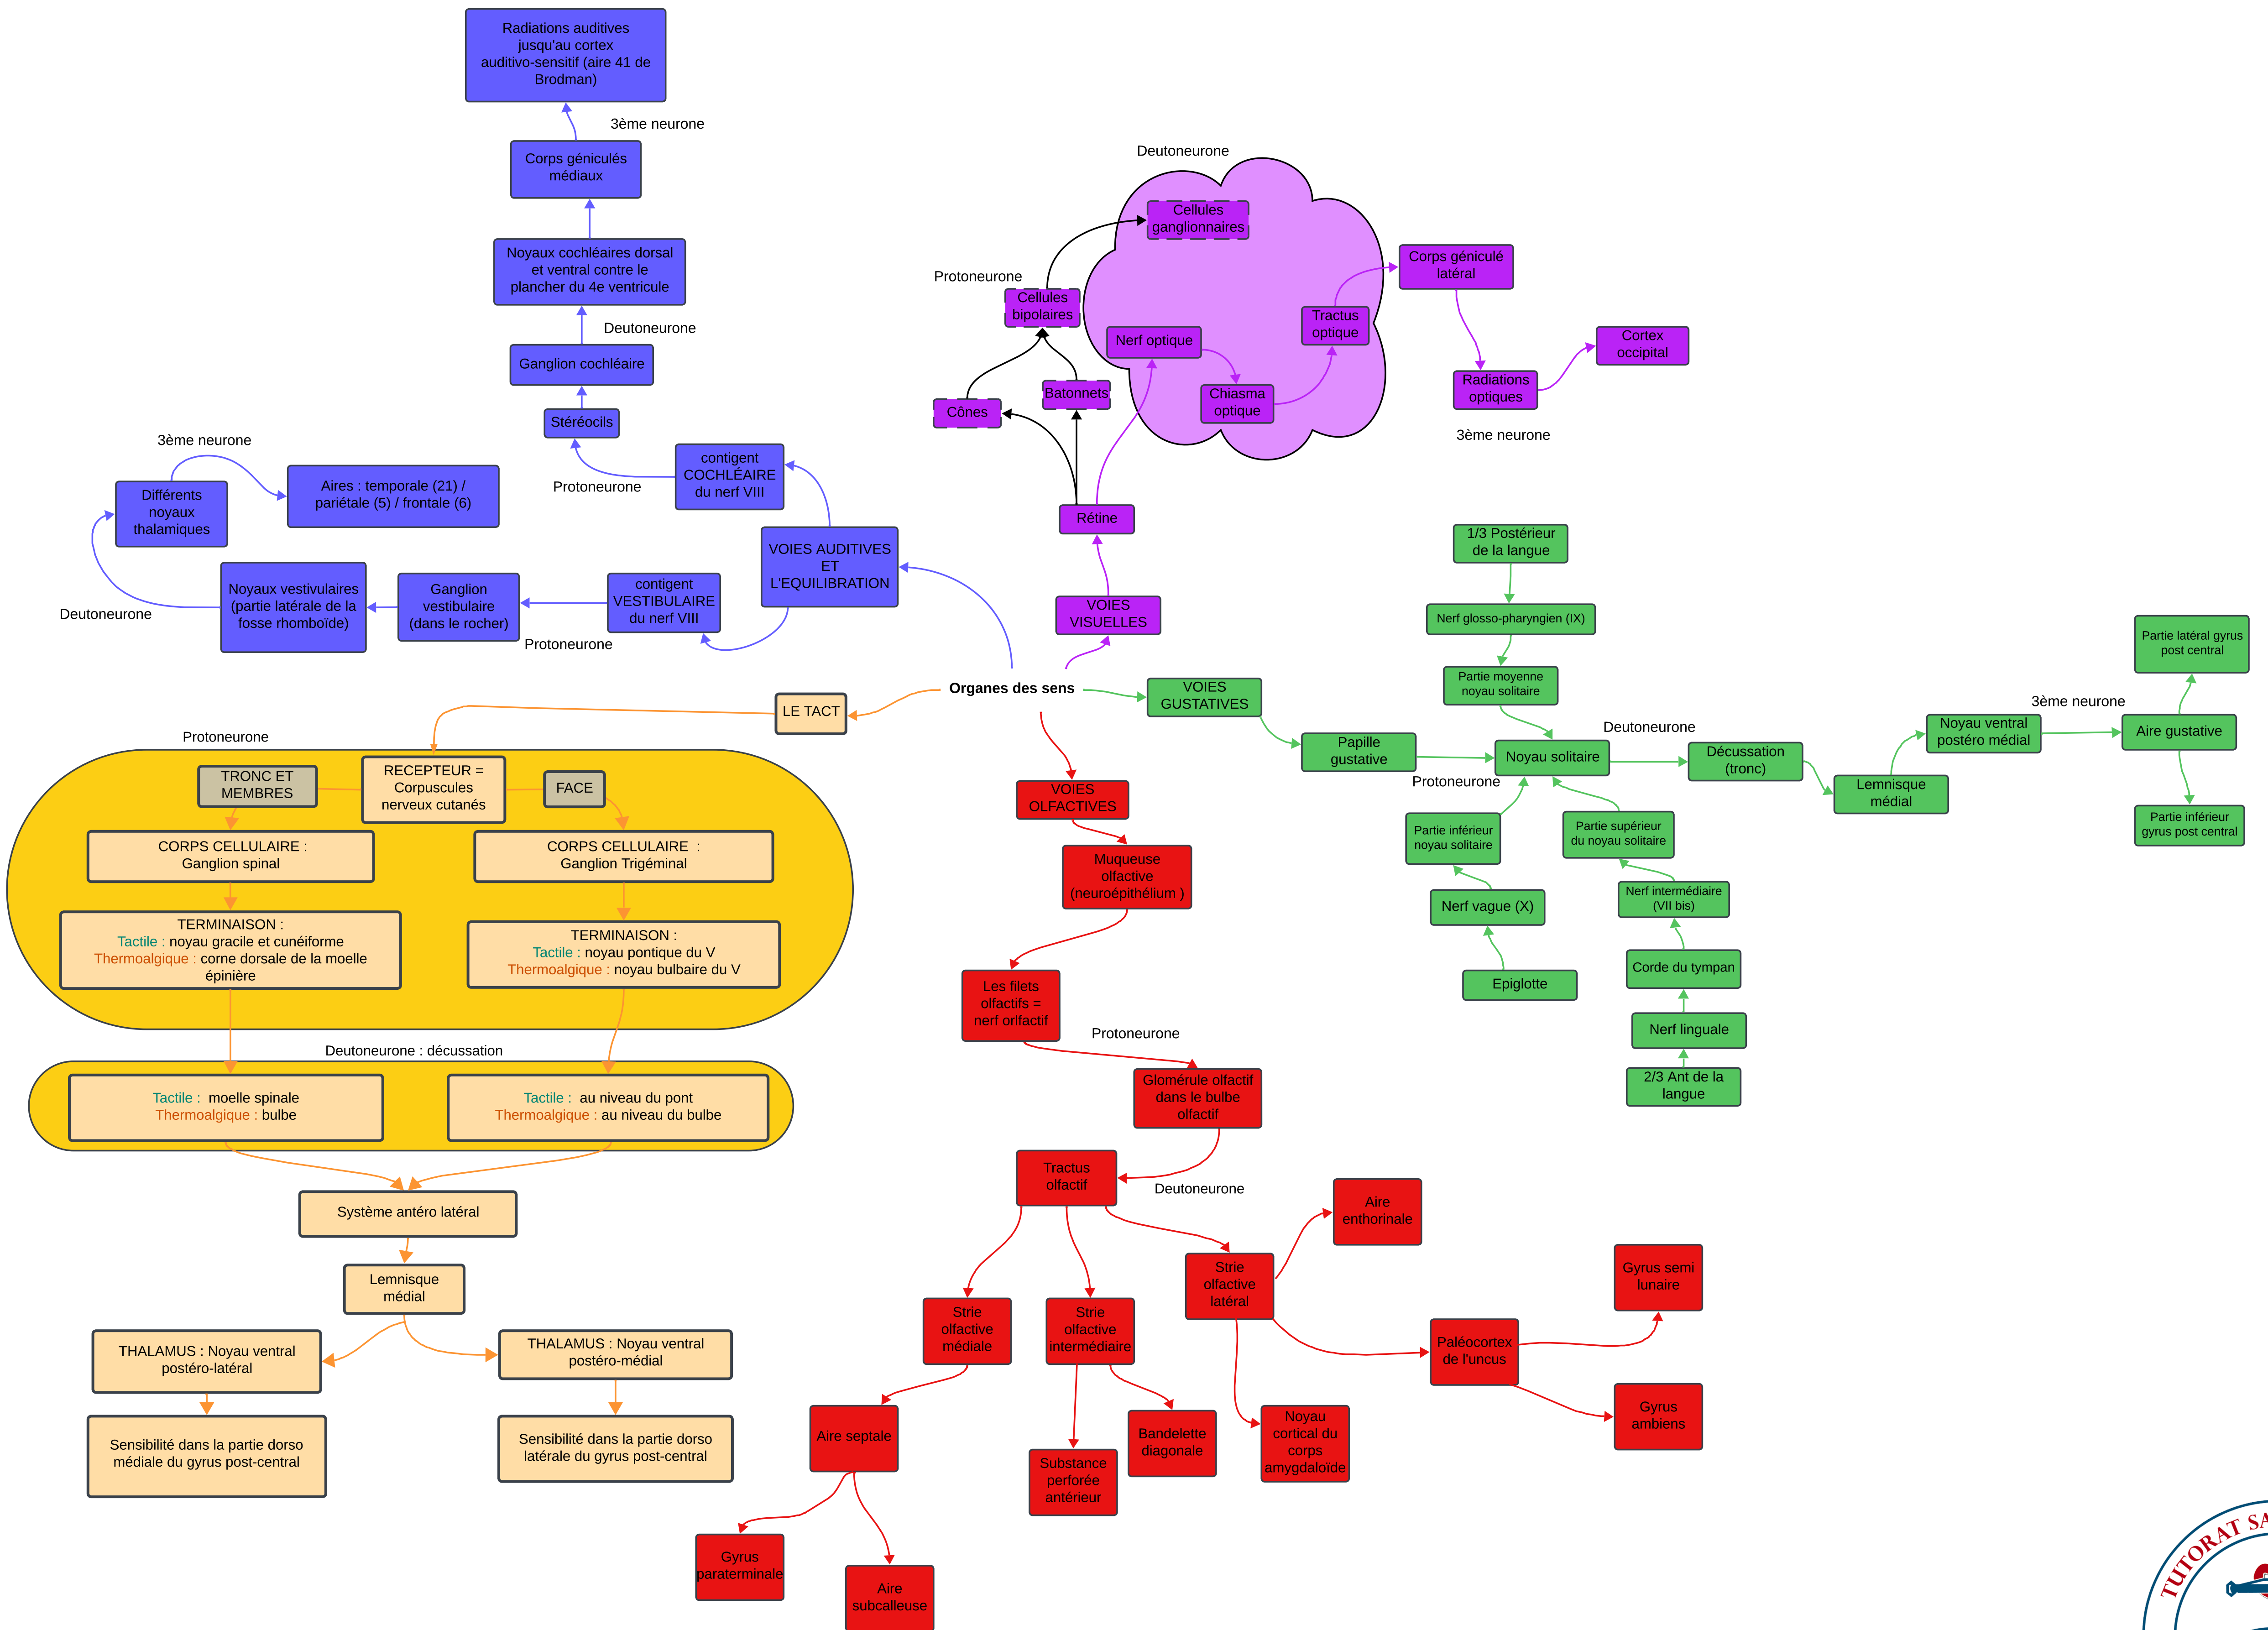 Radiations auditives
jusqu'au cortex
auditivo-sensitif (aire 41 de
Brodman)
3ème neurone
Corps géniculés
médiaux
Noyaux cochléaires dorsal
et ventral contre le
plancher du 4e ventricule
Deutoneurone
Ganglion cochléaire
Stéréocils
Protoneurone
contigent
COCHLÉAIRE
du nerf VIII
3ème neurone
Différents
noyaux
thalamiques
Aires : temporale (21) /
pariétale (5) / frontale (6)
Deutoneurone
Noyaux vestivulaires
(partie latérale de la
fosse rhomboïde)
Ganglion
vestibulaire
(dans le rocher)
Protoneurone
contigent
VESTIBULAIRE
du nerf VIII
VOIES AUDITIVES
ET
L'EQUILIBRATION
Deutoneurone
Cellules
ganglionnaires
Protoneurone
Cellules
bipolaires
Cônes
Batonnets
Nerf optique
Chiasma
optique
Tractus
optique
Corps géniculé
latéral
Radiations
optiques
Cortex
occipital
3ème neurone
Rétine
VOIES
VISUELLES
Organes des sens
VOIES
GUSTATIVES
Papille
gustative
1/3 Postérieur
de la langue
Nerf glosso-pharyngien (IX)
Partie moyenne
noyau solitaire
Noyau solitaire
Protoneurone
Deutoneurone
Décussation
(tronc)
Lemnisque
médial
Noyau ventral
postéro médial
3ème neurone
Aire gustative
Partie latéral gyrus
post central
Partie inférieur
gyrus post central
Partie inférieur
noyau solitaire
Nerf vague (X)
Epiglotte
Partie supérieur
du noyau solitaire
Nerf intermédiaire
(VII bis)
Corde du tympan
Nerf linguale
2/3 Ant de la
langue
LE TACT
Protoneurone
TRONC ET
MEMBRES
RECEPTEUR =
Corpuscules
nerveux cutanés
FACE
CORPS CELLULAIRE :
Ganglion spinal
CORPS CELLULAIRE :
Ganglion Trigéminal
TERMINAISON :
Tactile : noyau gracile et cunéiforme
Thermoalgique : corne dorsale de la moelle
épinière
TERMINAISON :
Tactile : noyau pontique du V
Thermoalgique : noyau bulbaire du V
Deutoneurone : décussation
Tactile : moelle spinale
Thermoalgique : bulbe
Tactile : au niveau du pont
Thermoalgique : au niveau du bulbe
Système antéro latéral
Lemnisque
médial
THALAMUS : Noyau ventral
postéro-latéral
THALAMUS : Noyau ventral
postéro-médial
Sensibilité dans la partie dorso
médiale du gyrus post-central
Sensibilité dans la partie dorso
latérale du gyrus post-central
VOIES
OLFACTIVES
Muqueuse
olfactive
(neuroépithélium )
Les filets
olfactifs =
nerf orlfactif
Protoneurone
Glomérule olfactif
dans le bulbe
olfactif
Tractus
olfactif
Deutoneurone
Strie
olfactive
médiale
Strie
olfactive
intermédiaire
Strie
olfactive
latéral
Aire
enthorinale
Paléocortex
de l'uncus
Gyrus semi
lunaire
Gyrus
ambiens
Noyau
cortical du
corps
amygdaloïde
Bandelette
diagonale
Substance
perforée
antérieur
Aire septale
Gyrus
paraterminale
Aire
subcalleuse
TUTORAT SA